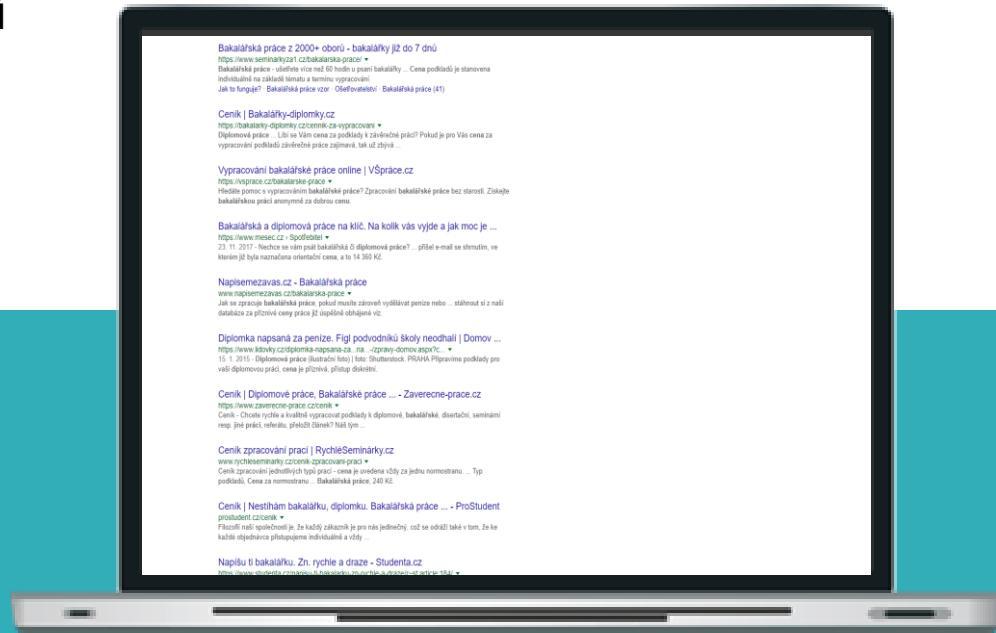 Bakalářská práce z 2000+ oborů - bakalářky již do 7 dnů
https://www.seminarkyza1.cz/bakalarska-prace/ ▾
Bakalářská práce - ušetřete více než 60 hodin u psaní bakalářky ... Cena podkladů je stanovena
individuálně na základě tématu a termínu vypracování.
Jak to funguje? · Bakalářská práce vzor · Ošetřovatelství · Bakalářská práce (41)
Ceník | Bakalářky-diplomky.cz
https://bakalarky-diplomky.cz/cennik-za-vypracovani ▾
Diplomová práce ... Líbí se Vám cena za podklady k závěrečné práci? Pokud je pro Vás cena za
vypracování podkladů závěrečné práce zajímavá, tak už zbývá ...
Vypracování bakalářské práce online | VŠpráce.cz
https://vsprace.cz/bakalarske-prace ▾
Hledáte pomoc s vypracováním bakalářské práce? Zpracování bakalářské práce bez starostí. Získejte
bakalářskou práci anonymně za dobrou cenu.
Bakalářská a diplomová práce na klíč. Na kolik vás vyjde a jak moc je ...
https://www.mesec.cz › Spotřebitel ▾
23. 11. 2017 - Nechce se vám psát bakalářská či diplomová práce? ... přišel e-mail se shrnutím, ve
kterém již byla naznačena orientační cena, a to 14 360 Kč.
Napisemezavas.cz - Bakalářská práce
www.napisemezavas.cz/bakalarska-prace ▾
Jak se zpracuje bakalářská práce, pokud musíte zároveň vydělávat peníze nebo ... stáhnout si z naší
databáze za příznivé ceny práce již úspěšně obhájené viz.
Diplomka napsaná za peníze. Fígl podvodníků školy neodhalí | Domov ...
https://www.lidovky.cz/diplomka-napsana-za...na...-/zpravy-domov.aspx?c... ▾
15. 1. 2015 - Diplomová práce (ilustrační foto) | foto: Shutterstock. PRAHA Připravíme podklady pro
vaši diplomovou práci, cena je příznivá, přístup diskrétní.
Ceník | Diplomové práce, Bakalářské práce ... - Zaverecne-prace.cz
https://www.zaverecne-prace.cz/cenik ▾
Ceník - Chcete rychle a kvalitně vypracovat podklady k diplomové, bakalářské, disertační, seminární
resp. jiné práci, referátu, přeložit článek? Náš tým ...
Ceník zpracování prací | RychléSeminárky.cz
www.rychleseminarky.cz/cenik-zpracovani-praci ▾
Ceník zpracování jednotlivých typů prací - cena je uvedena vždy za jednu normostranu. ... Typ
podkladů, Cena za normostranu ... Bakalářská práce, 240 Kč.
Ceník | Nestíhám bakalářku, diplomku. Bakalářská práce ... - ProStudent
prostudent.cz/cenik ▾
Filozofií naší společnosti je, že každý zákazník je pro nás jedinečný, což se odráží také v tom, že ke
každé objednávce přistupujeme individuálně a vždy ...
Napíšu ti bakalářku. Zn. rychle a draze - Studenta.cz